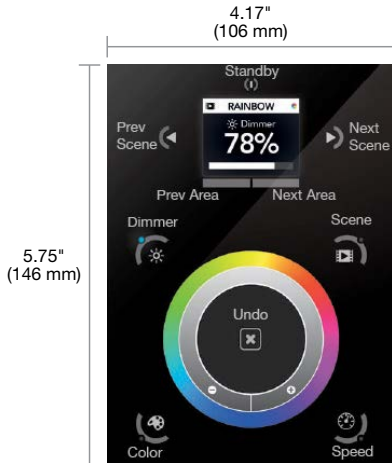 4.17"
(106 mm)
Standby
RAINBOW
Dimmer
78%
Prev
Scene
Next
Scene
Prev Area
Next Area
Dimmer
Scene
5.75"
(146 mm)
Undo
Color
Speed